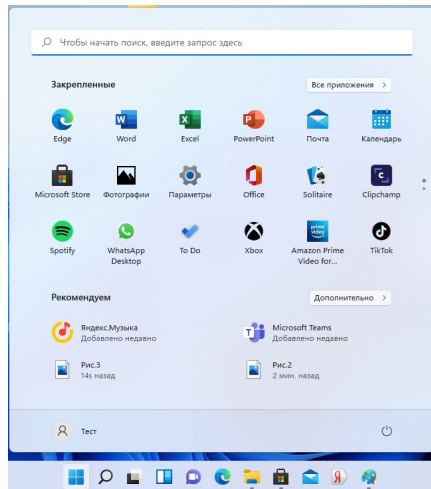 Чтобы начать поиск, введите запрос здесь
Закрепленные
Все приложения >
Edge
Word
Excel
PowerPoint
Почта
Календарь
Microsoft Store
Фотографии
Параметры
Office
Solitaire
Clipchamp
Spotify
WhatsApp
Desktop
To Do
Xbox
Amazon Prime
Video for...
TikTok
Рекомендуем
Дополнительно >
Яндекс.Музыка
Добавлено недавно
Microsoft Teams
Добавлено недавно
Рис.3
14s назад
Рис.2
2 мин. назад
Тест